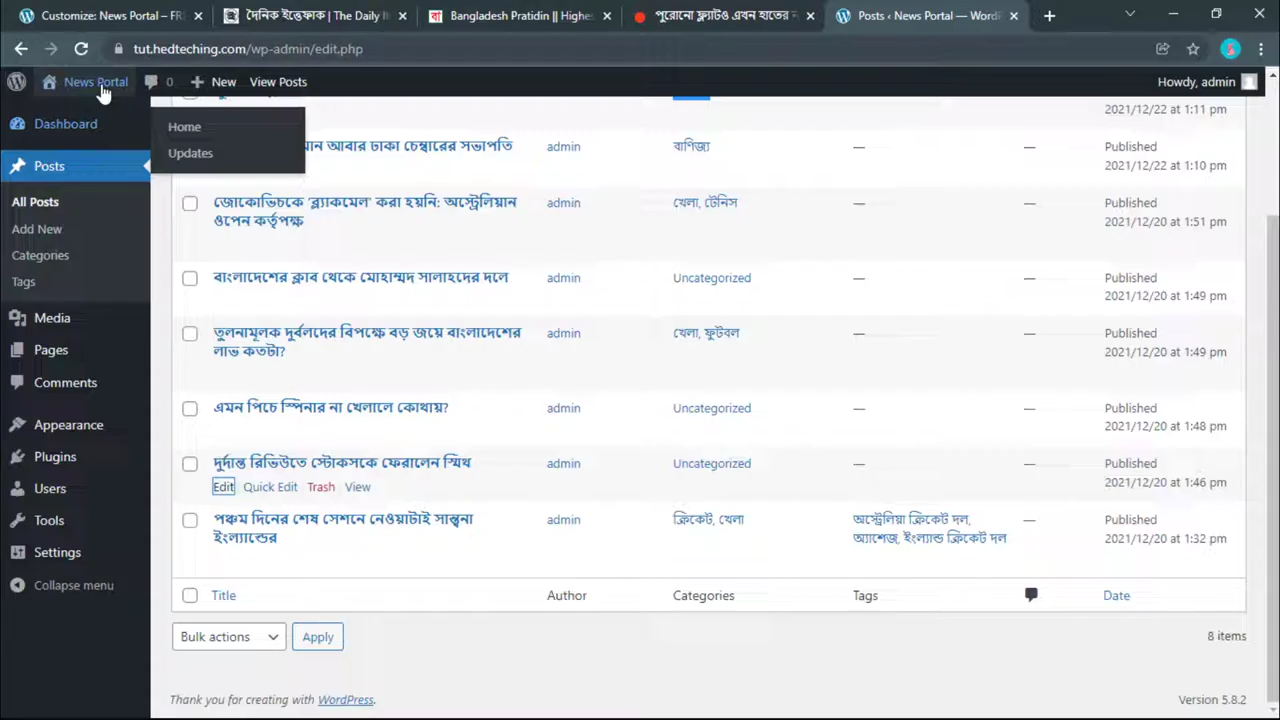 Customize: News Portal – FR
দৈনিক ইত্তেফাক | The Daily It
Bangladesh Pratidin || Highe
পুরোনো ফ্ল্যাটও এখন হাতের
Posts ‹ News Portal — WordP
tut.hedteching.com/wp-admin/edit.php
News Portal
0
New
View Posts
Howdy, admin
Home
Updates
Dashboard
Posts
All Posts
Add New
Categories
Tags
Media
Pages
Comments
Appearance
Plugins
Users
Tools
Settings
Collapse menu
2021/12/22 at 1:11 pm
আবার ঢাকা চেম্বারের সভাপতি
admin
বাণিজ্য
—
—
Published
2021/12/22 at 1:10 pm
জোকোভিচকে ‘ব্ল্যাকমেল’ করা হয়নি: অস্ট্রেলিয়ান
ওপেন কর্তৃপক্ষ
admin
খেলা, টেনিস
—
—
Published
2021/12/20 at 1:51 pm
বাংলাদেশের ক্লাব থেকে মোহাম্মদ সালাহদের দলে
admin
Uncategorized
—
—
Published
2021/12/20 at 1:49 pm
তুলনামূলক দুর্বলদের বিপক্ষে বড় জয়ে বাংলাদেশের
লাভ কতটা?
admin
খেলা, ফুটবল
—
—
Published
2021/12/20 at 1:49 pm
এমন পিচে স্পিনার না খেলালে কোথায়?
admin
Uncategorized
—
—
Published
2021/12/20 at 1:48 pm
দুর্দান্ত রিভিউতে স্টোকসকে ফেরালেন স্মিথ
Edit Quick Edit Trash View
admin
Uncategorized
—
—
Published
2021/12/20 at 1:46 pm
পঞ্চম দিনের শেষ সেশনে নেওয়াটাই সান্ত্বনা
ইংল্যান্ডের
admin
ক্রিকেট, খেলা
অস্ট্রেলিয়া ক্রিকেট দল,
অ্যাশেজ, ইংল্যান্ড ক্রিকেট দল
—
Published
2021/12/20 at 1:32 pm
Title
Author
Categories
Tags
Date
Bulk actions
Apply
8 items
Thank you for creating with WordPress.
Version 5.8.2